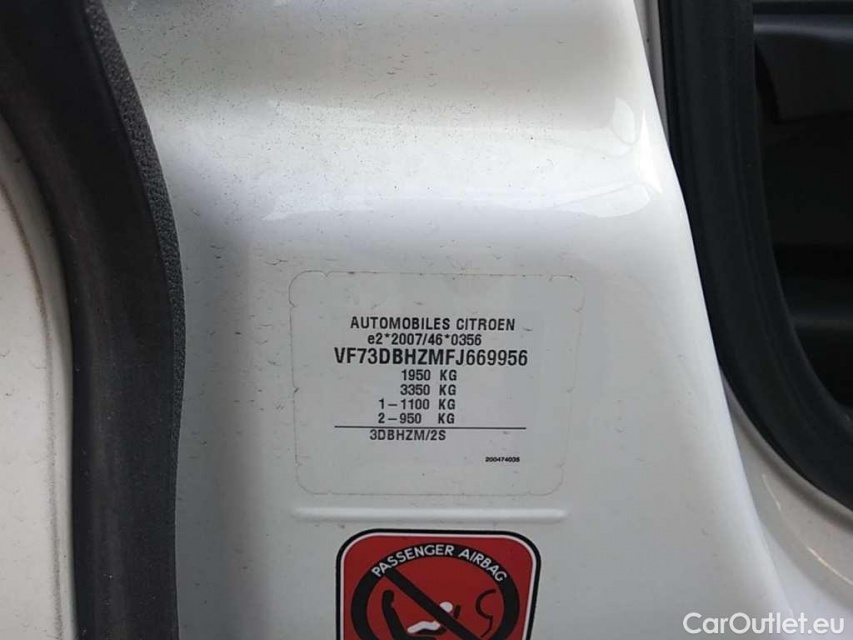 AUTOMOBILES CITROEN
e2*2007/46*0356
VF73DBHZMFJ669956
1950 KG
3350 KG
1-1100 KG
2-950 KG
3DBHZM/2S
200474035
PASSENGER AIRBAG
CarOutlet.eu